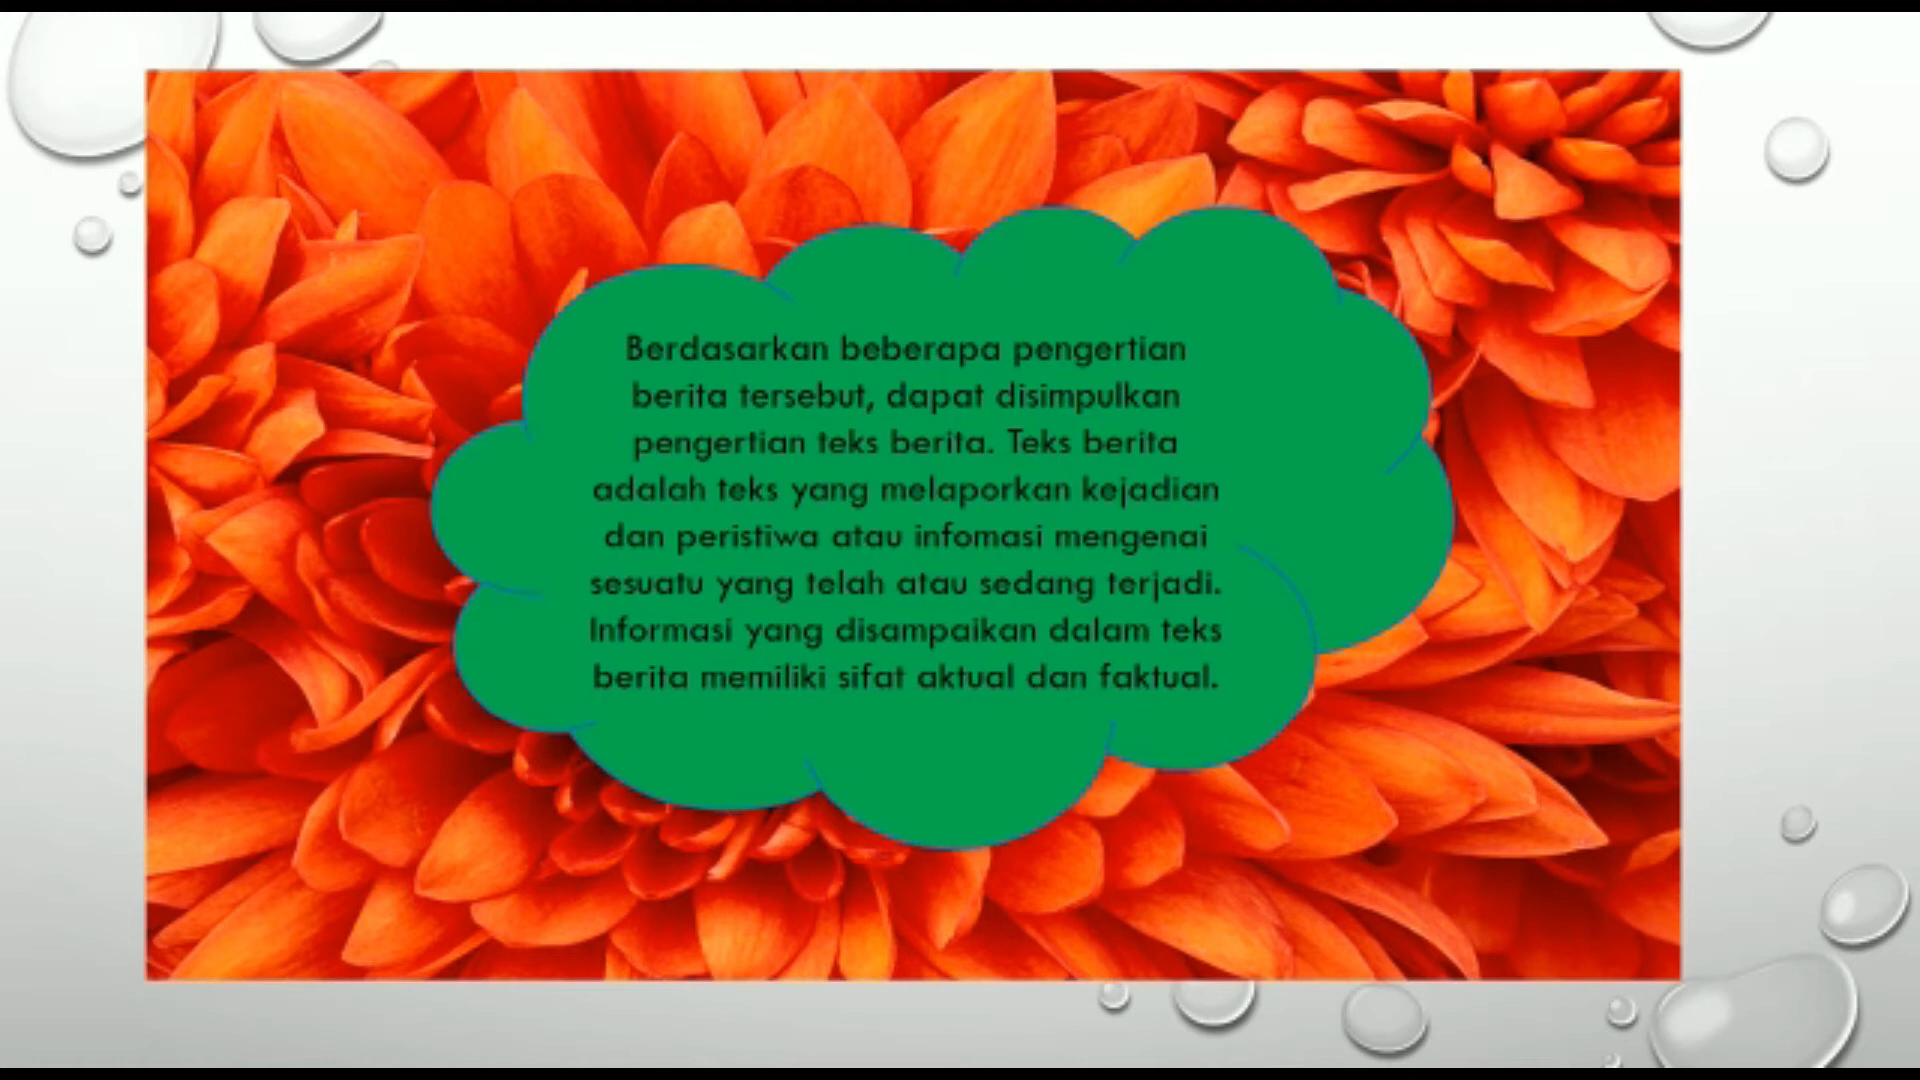 Berdasarkan beberapa pengertian
berita tersebut, dapat disimpulkan
pengertian teks berita. Teks berita
adalah teks yang melaporkan kejadian
dan peristiwa atau infomasi mengenai
sesuatu yang telah atau sedang terjadi.
Informasi yang disampaikan dalam teks
berita memiliki sifat aktual dan faktual.